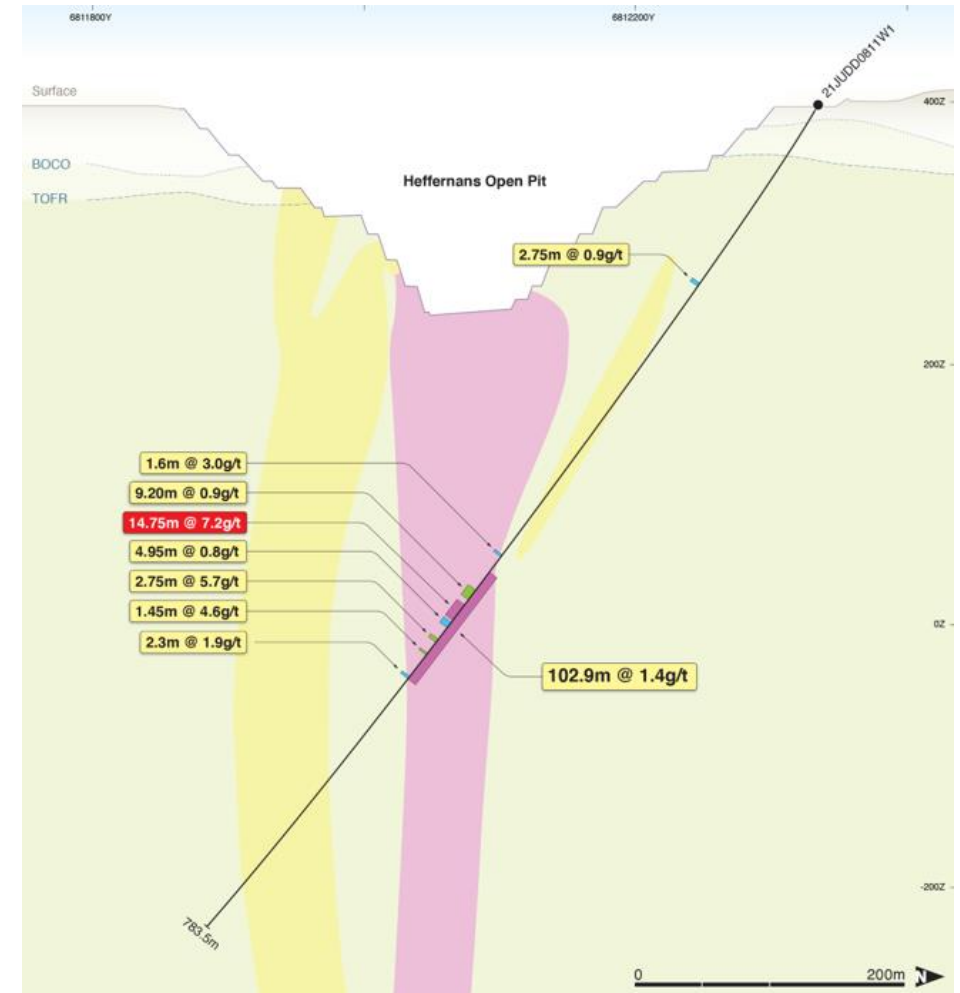 6811800Y
6812200Y
21JUDD0811W1
Surface
400Z
BOCO
Heffernans Open Pit
TOFR
2.75m @ 0.9g/t
200Z
1.6m @ 3.0g/t
9.20m @ 0.9g/t
14.75m @ 7.2g/t
4.95m @ 0.8g/t
2.75m @ 5.7g/t
1.45m @ 4.6g/t
0Z
2.3m @ 1.9g/t
102.9m @ 1.4g/t
-200Z
783.5m
0
200m
N